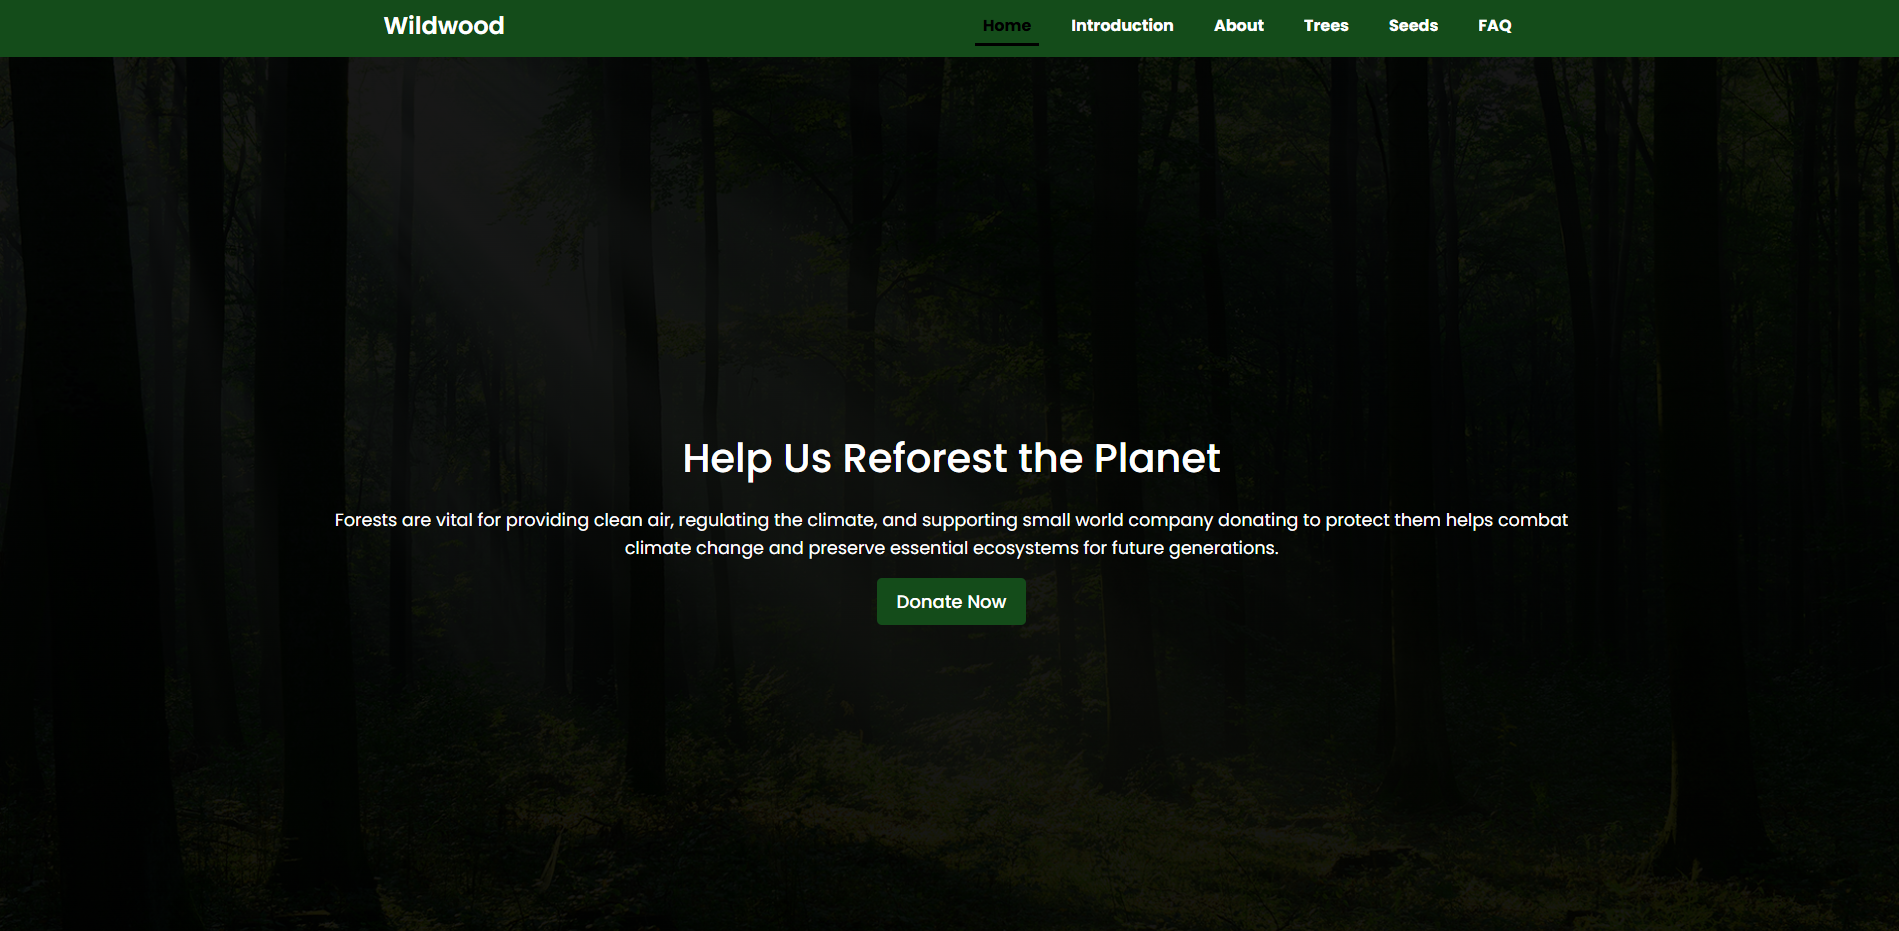 Wildwood
Home Introduction About Trees Seeds FAQ
Help Us Reforest the Planet
Forests are vital for providing clean air, regulating the climate, and supporting small world company donating to protect them helps combat
climate change and preserve essential ecosystems for future generations.
Donate Now